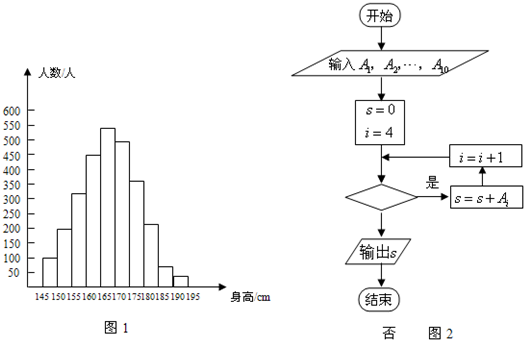 人数/人
600
550
500
450
400
350
300
250
200
150
100
50
145 150 155 160 165 170 175 180 185 190 195
身高/cm
图1
开始
输入 A₁, A₂, ⋯, A₁₀
s=0
i=4
i=i+1
是
s=s+Aᵢ
输出s
结束
否 图2